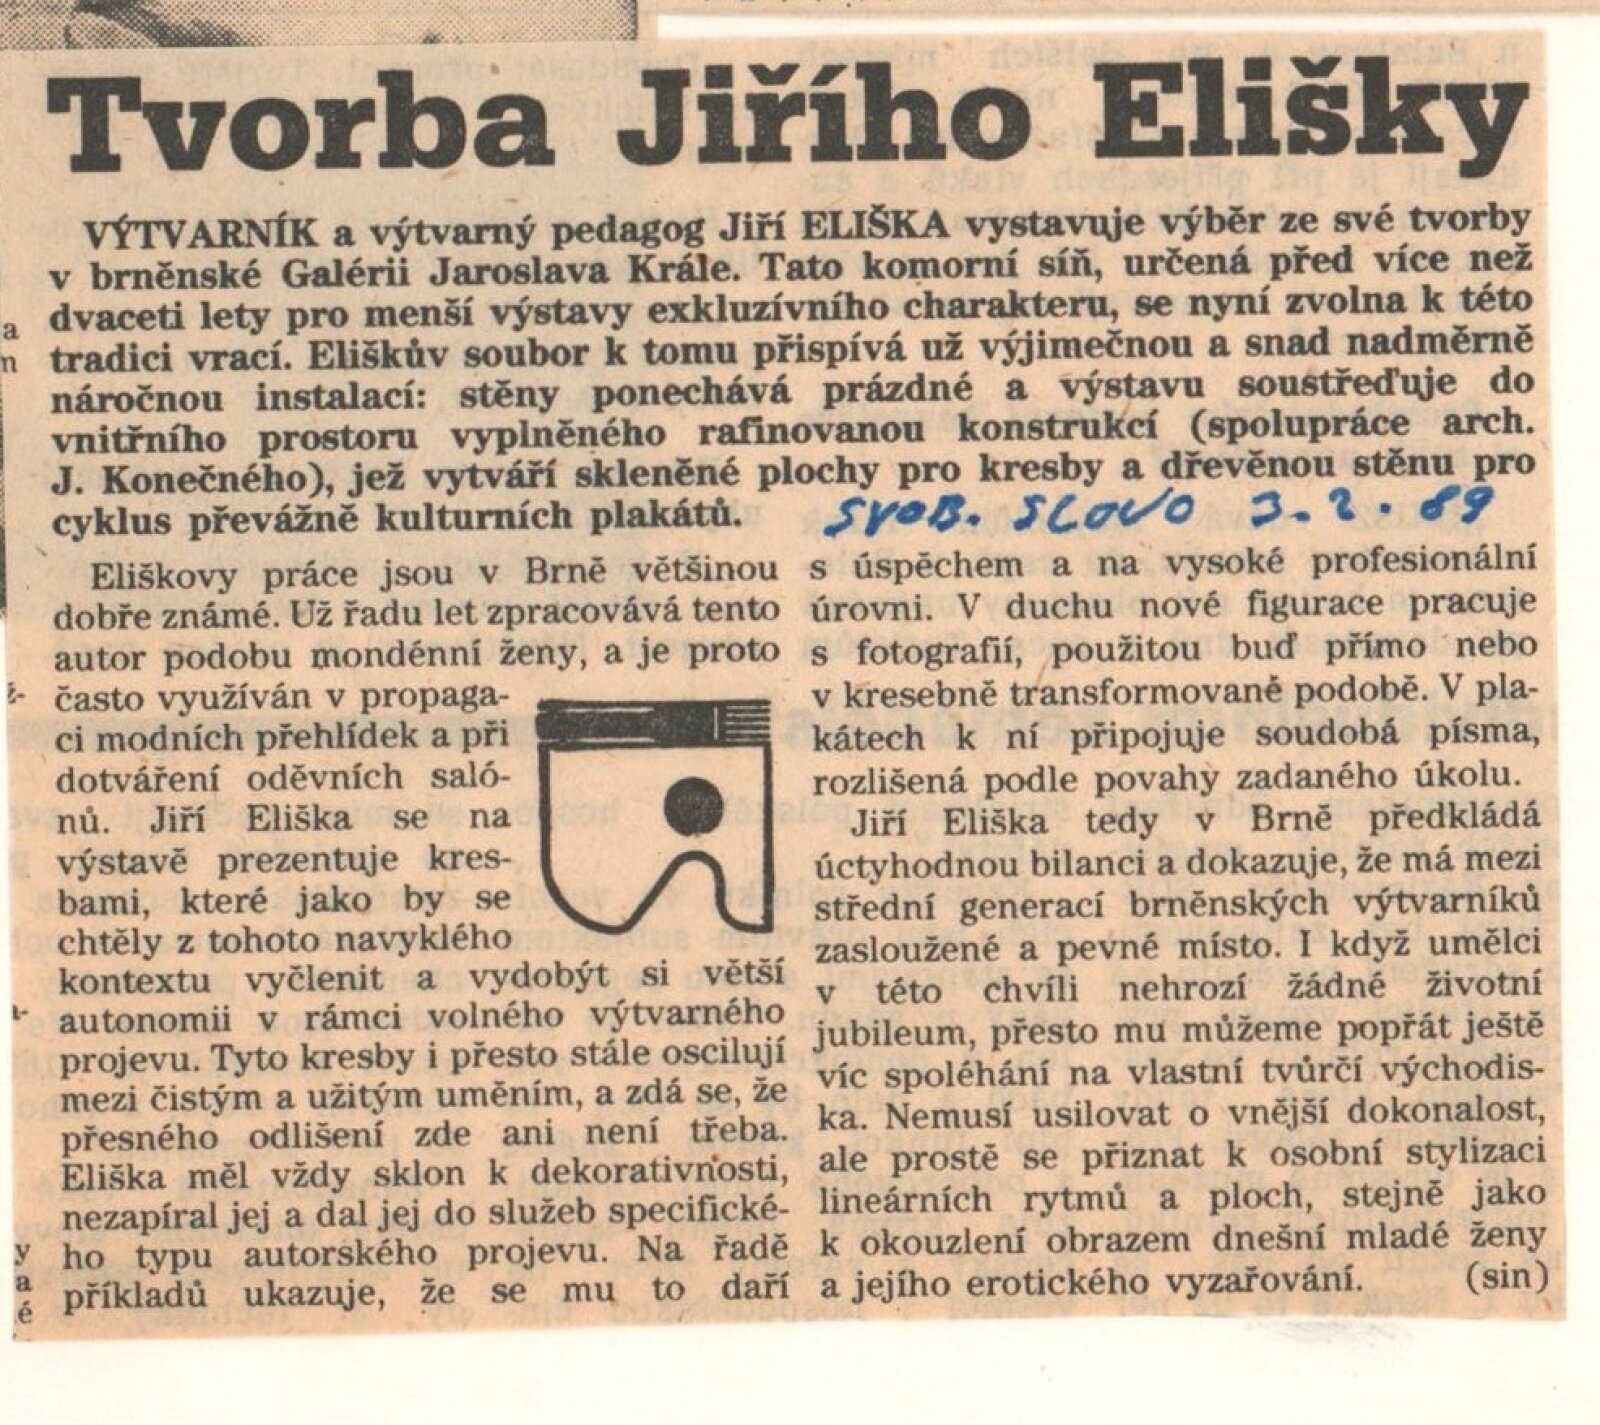 Tvorba Jiřího Elišky
VÝTVARNÍK a výtvarný pedagog Jiří ELIŠKA vystavuje výběr ze své tvorby
v brněnské Galérii Jaroslava Krále. Tato komorní síň, určená před více než
dvaceti lety pro menší výstavy exkluzívního charakteru, se nyní zvolna k této
tradici vrací. Eliškův soubor k tomu přispívá už výjimečnou a snad nadměrně
náročnou instalací: stěny ponechává prázdné a výstavu soustřeďuje do
vnitřního prostoru vyplněného rafinovanou konstrukcí (spolupráce arch.
J. Konečného), jež vytváří skleněné plochy pro kresby a dřevěnou stěnu pro
cyklus převážně kulturních plakátů.
SVOB. SLOVO 3. 2. 89
Eliškovy práce jsou v Brně většinou
dobře známé. Už řadu let zpracovává tento
autor podobu mondénní ženy, a je proto
často využíván v propaga-
ci modních přehlídek a při
dotváření oděvních saló-
nů. Jiří Eliška se na
výstavě prezentuje kres-
bami, které jako by se
chtěly z tohoto navyklého
kontextu vyčlenit a vydobýt si větší
autonomii v rámci volného výtvarného
projevu. Tyto kresby i přesto stále oscilují
mezi čistým a užitým uměním, a zdá se, že
přesného odlišení zde ani není třeba.
Eliška měl vždy sklon k dekorativnosti,
nezapíral jej a dal jej do služeb specifické-
ho typu autorského projevu. Na řadě
příkladů ukazuje, že se mu to daří
s úspěchem a na vysoké profesionální
úrovni. V duchu nové figurace pracuje
s fotografií, použitou buď přímo nebo
v kresebně transformované podobě. V pla-
kátech k ní připojuje soudobá písma,
rozlišená podle povahy zadaného úkolu.
Jiří Eliška tedy v Brně předkládá
úctyhodnou bilanci a dokazuje, že má mezi
střední generací brněnských výtvarníků
zasloužené a pevné místo. I když umělci
v této chvíli nehrozí žádné životní
jubileum, přesto mu můžeme popřát ještě
víc spoléhání na vlastní tvůrčí východis-
ka. Nemusí usilovat o vnější dokonalost,
ale prostě se přiznat k osobní stylizaci
lineárních rytmů a ploch, stejně jako
k okouzlení obrazem dnešní mladé ženy
a jejího erotického vyzařování. (sin)